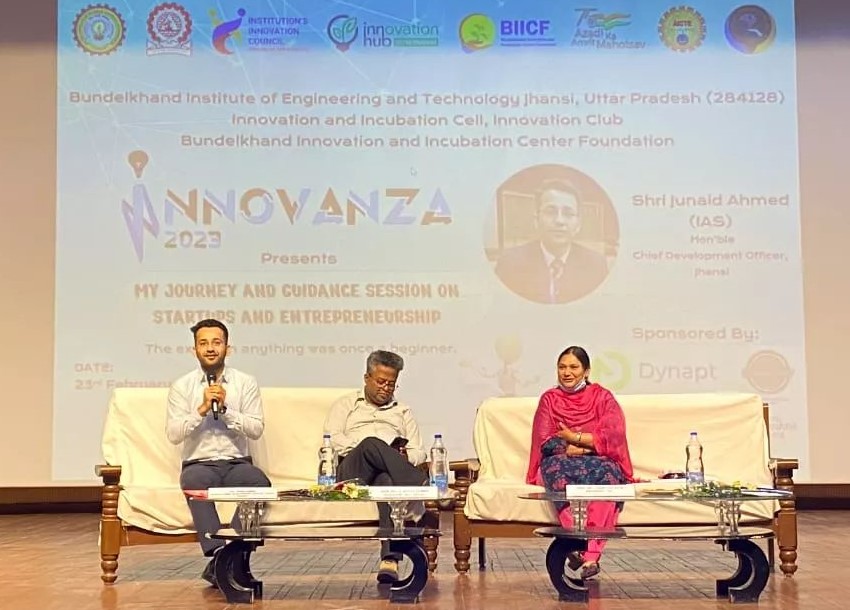 INSTITUTION'S
INNOVATION
COUNCIL
innovation
hub
BIICF
Azadi
Ka
Amrit Mahotsav
Bundelkhand Institute of Engineering and Technology Jhansi, Uttar Pradesh (284128)
Innovation and Incubation Cell, Innovation Club
Bundelkhand Innovation and Incubation Center Foundation
INNOVANZA
2023
Presents
MY JOURNEY AND GUIDANCE SESSION ON
STARTUPS AND ENTREPRENEURSHIP
The
anything was once a beginner.
DATE:
23rd February
Shri Junaid Ahmed
(IAS)
Hon'ble
Chief Development Officer,
Jhansi
Sponsored By:
Dynapt